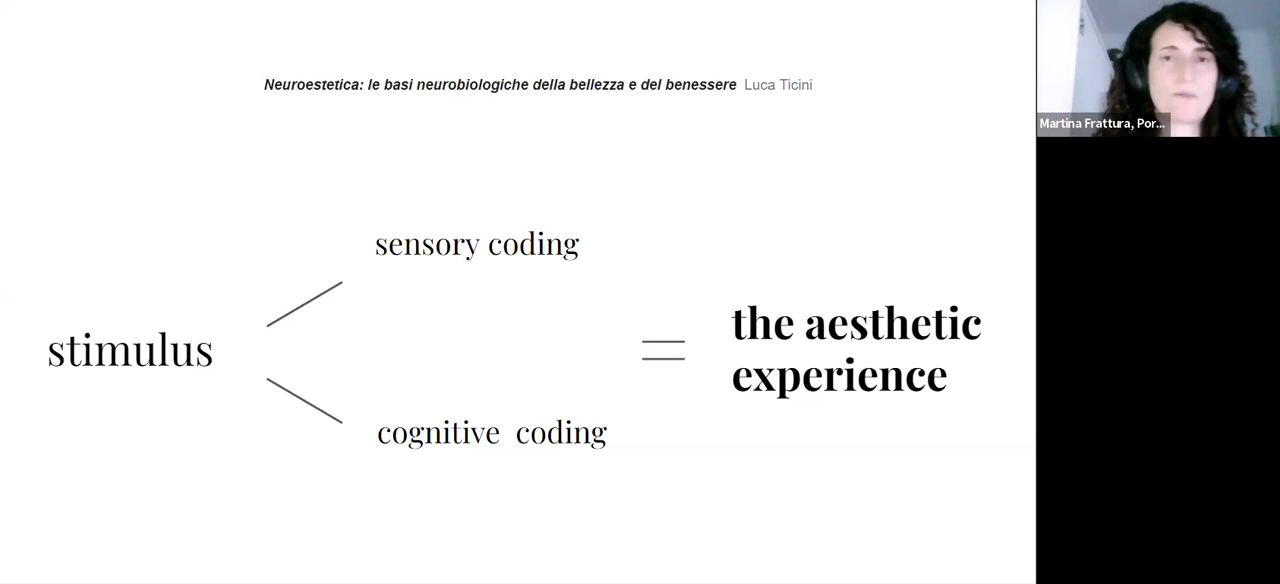 Neuroestetica: le basi neurobiologiche della bellezza e del benessere Luca Ticini
Martina Frattura, Por...
sensory coding
stimulus
=
the aesthetic
experience
cognitive coding